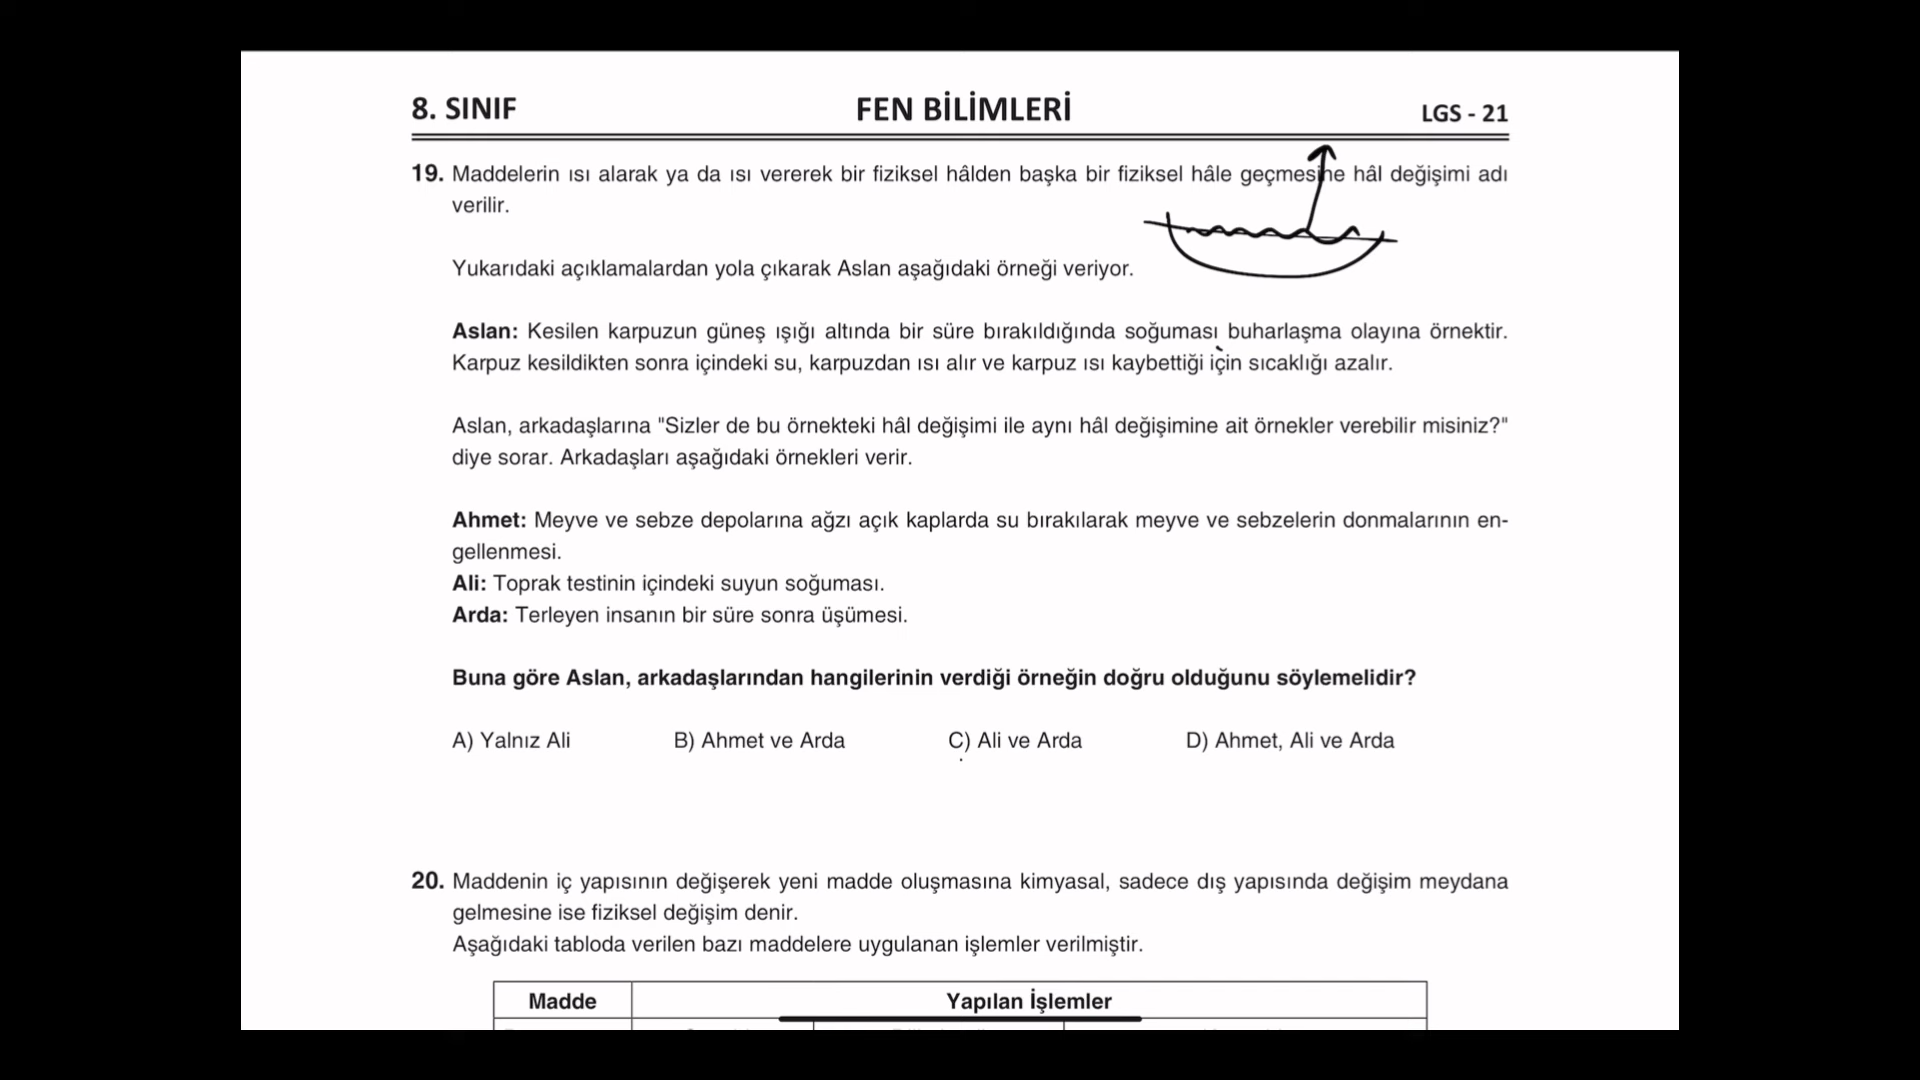 8. SINIF FEN BİLİMLERİ LGS - 21
19. Maddelerin ısı alarak ya da ısı vererek bir fiziksel hâlden başka bir fiziksel hâle geçmesine hâl değişimi adı
verilir.
Yukarıdaki açıklamalardan yola çıkarak Aslan aşağıdaki örneği veriyor.
Aslan: Kesilen karpuzun güneş ışığı altında bir süre bırakıldığında soğuması buharlaşma olayına örnektir.
Karpuz kesildikten sonra içindeki su, karpuzdan ısı alır ve karpuz ısı kaybettiği için sıcaklığı azalır.
Aslan, arkadaşlarına "Sizler de bu örnekteki hâl değişimi ile aynı hâl değişimine ait örnekler verebilir misiniz?"
diye sorar. Arkadaşları aşağıdaki örnekleri verir.
Ahmet: Meyve ve sebze depolarına ağzı açık kaplarda su bırakılarak meyve ve sebzelerin donmalarının en-
gellenmesi.
Ali: Toprak testinin içindeki suyun soğuması.
Arda: Terleyen insanın bir süre sonra üşümesi.
Buna göre Aslan, arkadaşlarından hangilerinin verdiği örneğin doğru olduğunu söylemelidir?
A) Yalnız Ali B) Ahmet ve Arda C) Ali ve Arda D) Ahmet, Ali ve Arda
20. Maddenin iç yapısının değişerek yeni madde oluşmasına kimyasal, sadece dış yapısında değişim meydana
gelmesine ise fiziksel değişim denir.
Aşağıdaki tabloda verilen bazı maddelere uygulanan işlemler verilmiştir.
Madde Yapılan İşlemler